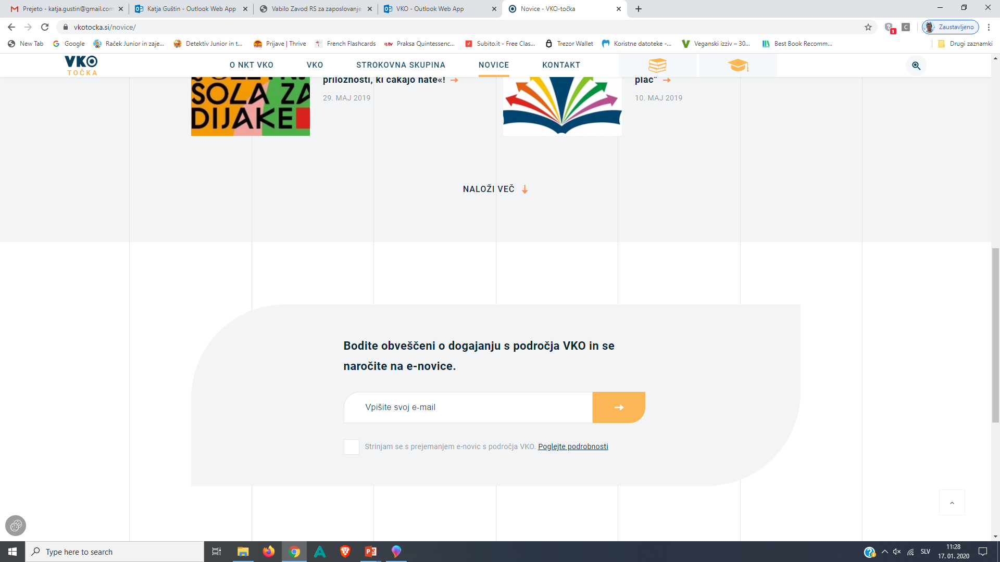 Prejeto - katja.gustin@gmail.com
Katja Guštin - Outlook Web App
Vabilo Zavod RS za zaposlovanje
VKO - Outlook Web App
Novice - VKO-točka
vkotocka.si/novice/
1
C
Zaustavljeno
New Tab
Google
Raček Junior in zaje...
Detektiv Junior in t...
Prijave | Thrive
French Flashcards
q.tv
Praksa Quintessenc...
Subito.it - Free Clas...
Trezor Wallet
Koristne datoteke -...
Veganski izziv – 30...
Best Book Recomm...
Drugi zaznamki
VKO
TOČKA
O NKT VKO
VKO
STROKOVNA SKUPINA
NOVICE
KONTAKT
ŠOLA ZA
DIJAKE
priložnosti, ki čakajo nate«!
29. MAJ 2019
plač”
10. MAJ 2019
NALOŽI VEČ
Bodite obveščeni o dogajanju s področja VKO in se
naročite na e-novice.
Vpišite svoj e-mail
Strinjam se s prejemanjem e-novic s področja VKO. Poglejte podrobnosti
Type here to search
SLV
11:28
17. 01. 2020